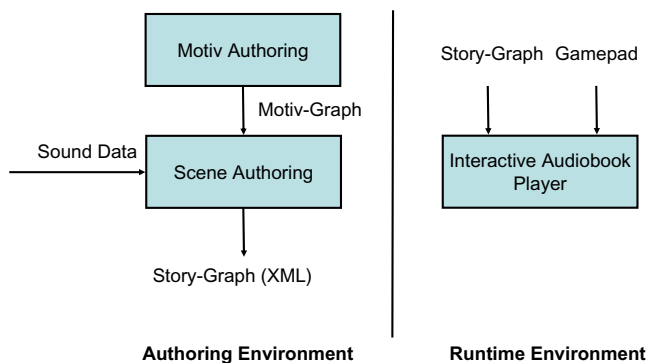 Motiv Authoring
Motiv-Graph
Sound Data
Scene Authoring
Story-Graph (XML)
Authoring Environment
Story-Graph Gamepad
Interactive Audiobook
Player
Runtime Environment